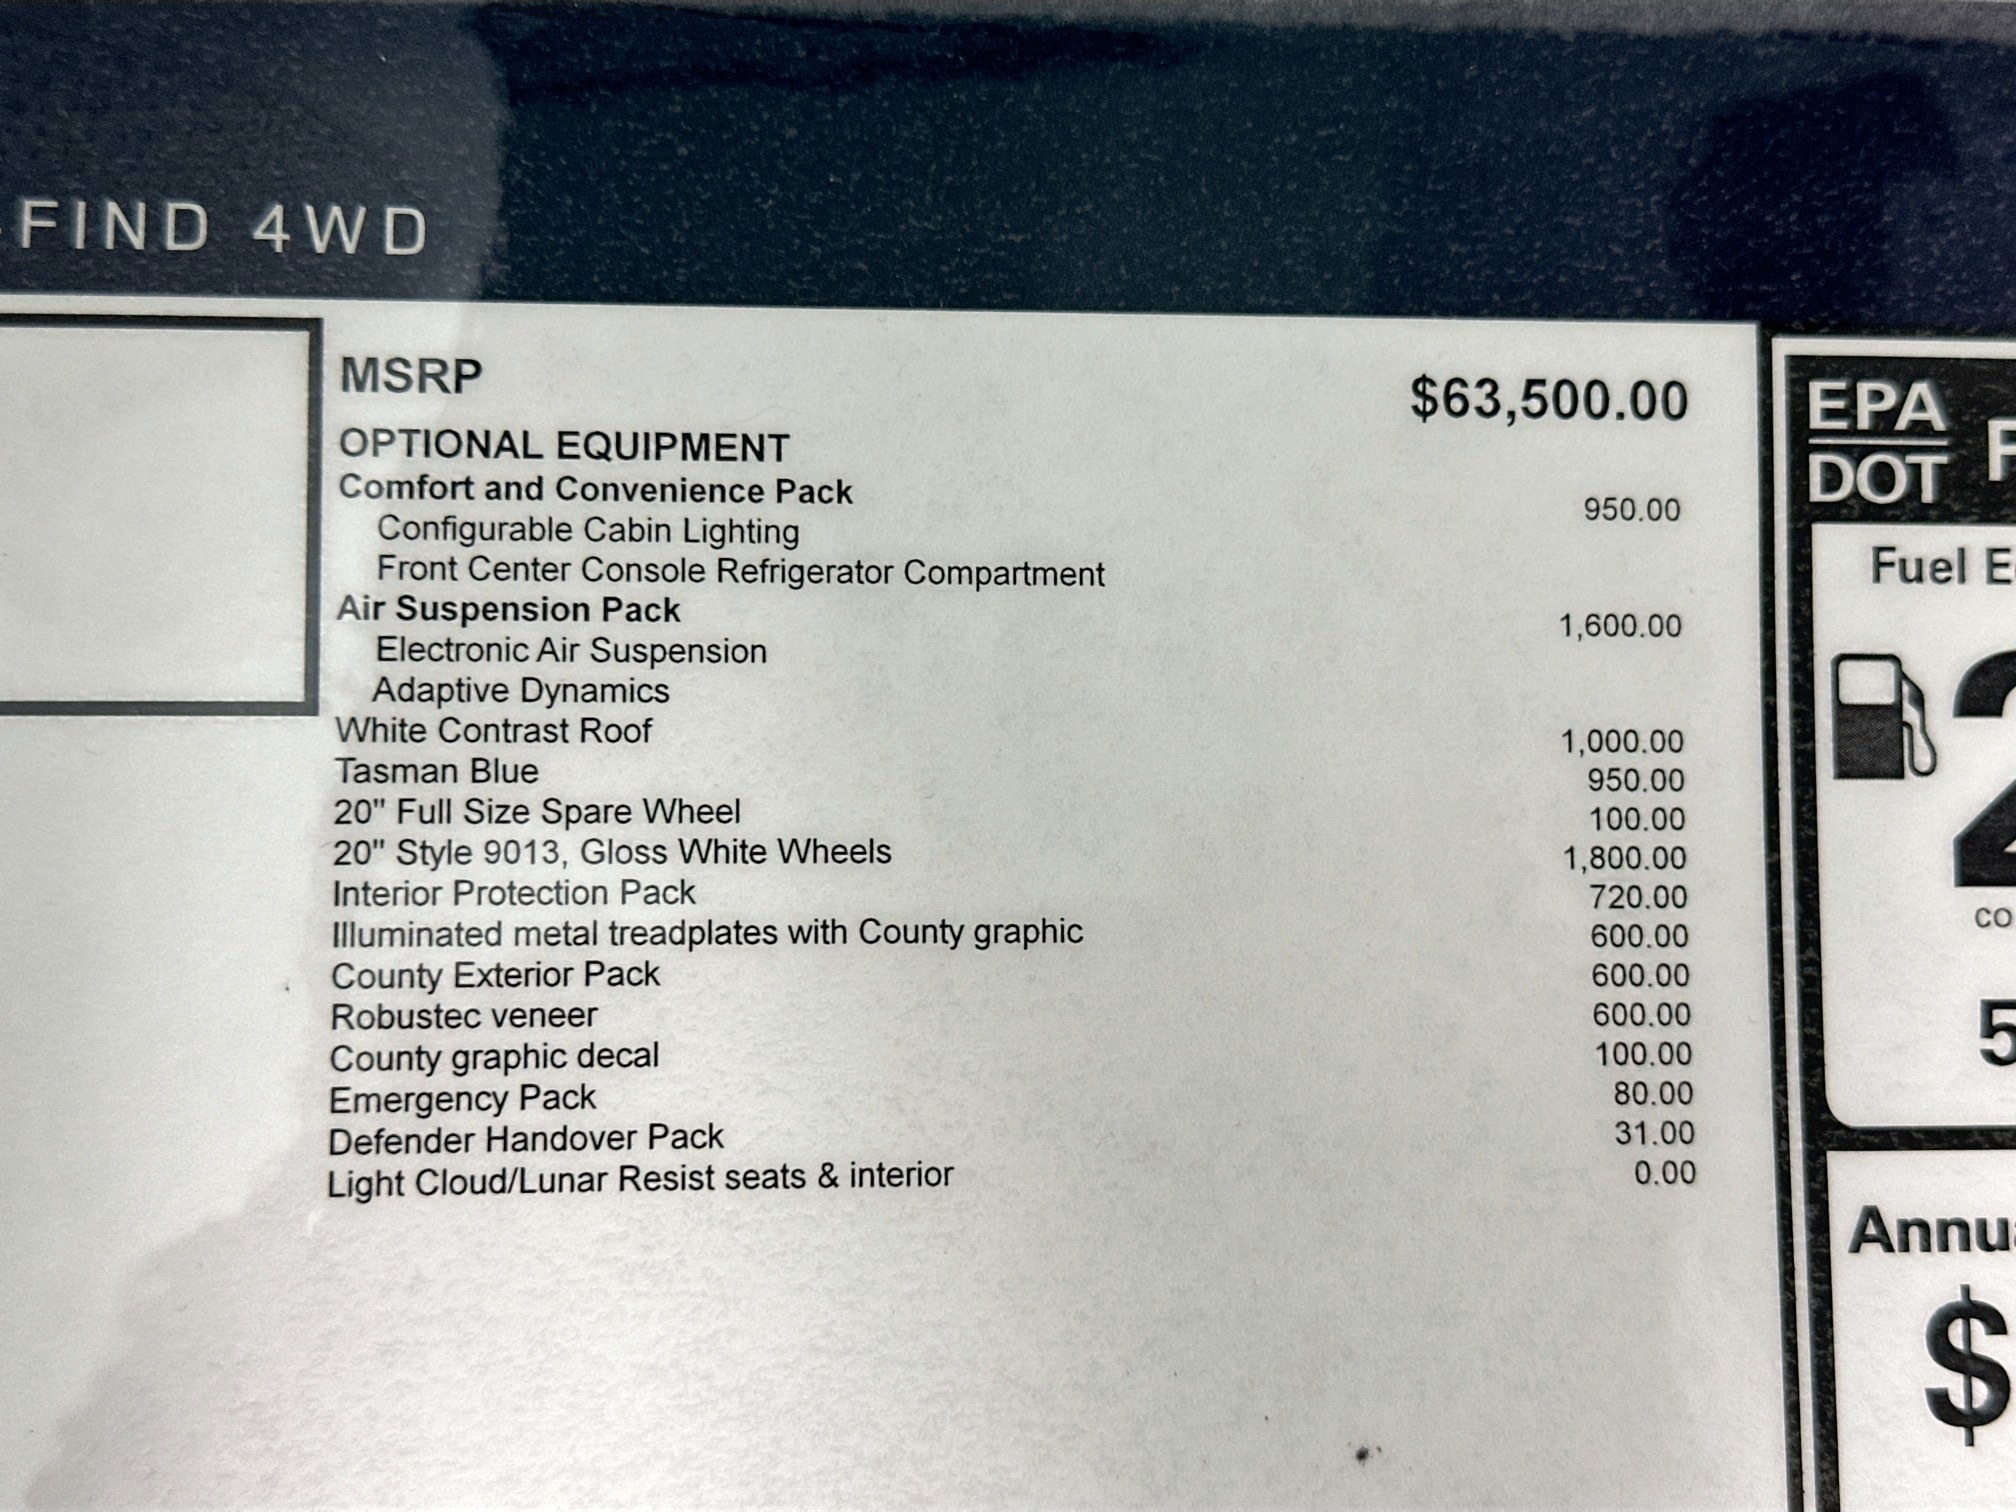 FIND 4WD
MSRP $63,500.00
OPTIONAL EQUIPMENT
Comfort and Convenience Pack 950.00
Configurable Cabin Lighting
Front Center Console Refrigerator Compartment
Air Suspension Pack 1,600.00
Electronic Air Suspension
Adaptive Dynamics
White Contrast Roof 1,000.00
Tasman Blue 950.00
20" Full Size Spare Wheel 100.00
20" Style 9013, Gloss White Wheels 1,800.00
Interior Protection Pack 720.00
Illuminated metal treadplates with County graphic 600.00
County Exterior Pack 600.00
Robustec veneer 600.00
County graphic decal 100.00
Emergency Pack 80.00
Defender Handover Pack 31.00
Light Cloud/Lunar Resist seats & interior 0.00
EPA
DOT
Fuel
$